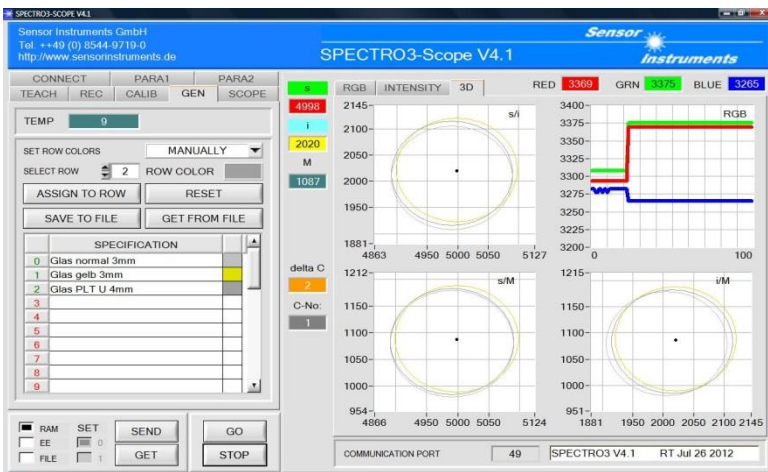 SPECTRO3-SCOPE V4.1
Sensor Instruments GmbH
Tel. ++49 (0) 8544-9719-0
http://www.sensorinstruments.de
SPECTRO3-Scope V4.1
Sensor
Instruments
CONNECT PARA1 PARA2
TEACH REC CALIB GEN SCOPE
TEMP 9
SET ROW COLORS MANUALLY
SELECT ROW 2 ROW COLOR
ASSIGN TO ROW RESET
SAVE TO FILE GET FROM FILE
SPECIFICATION
0 Glas normal 3mm
1 Glas gelb 3mm
2 Glas PLT U 4mm
3
4
5
6
7
8
9
RAM SET SEND GO
EE 0
FILE 1 GET STOP
s
4998
i
2020
M
1087
delta C
2
C-No:
1
RGB INTENSITY 3D RED 3369 GRN 3375 BLUE 3265
s/i
2145
2100
2050
2000
1950
1881
4863 4950 5000 5050 5127
RGB
3400
3375
3350
3325
3300
3275
3250
3225
3200
0 100
s/M
1212
1150
1100
1050
1000
954
4866 4950 5000 5050 5124
i/M
1215
1150
1100
1050
1000
951
1881 1950 2000 2050 2100 2145
COMMUNICATION PORT 49 SPECTRO3 V4.1 RT Jul 26 2012